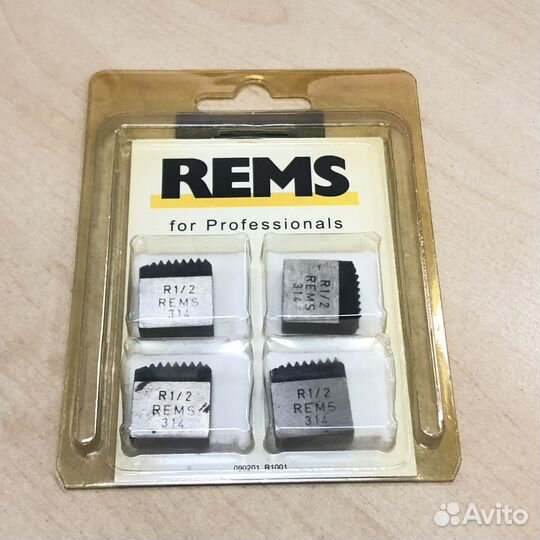 REMS
for Professionals
R1/2
REMS
314
R1/2
REMS
314
R1/2
REMS
314
R1/2
REMS
314
090201 R1001
Avito